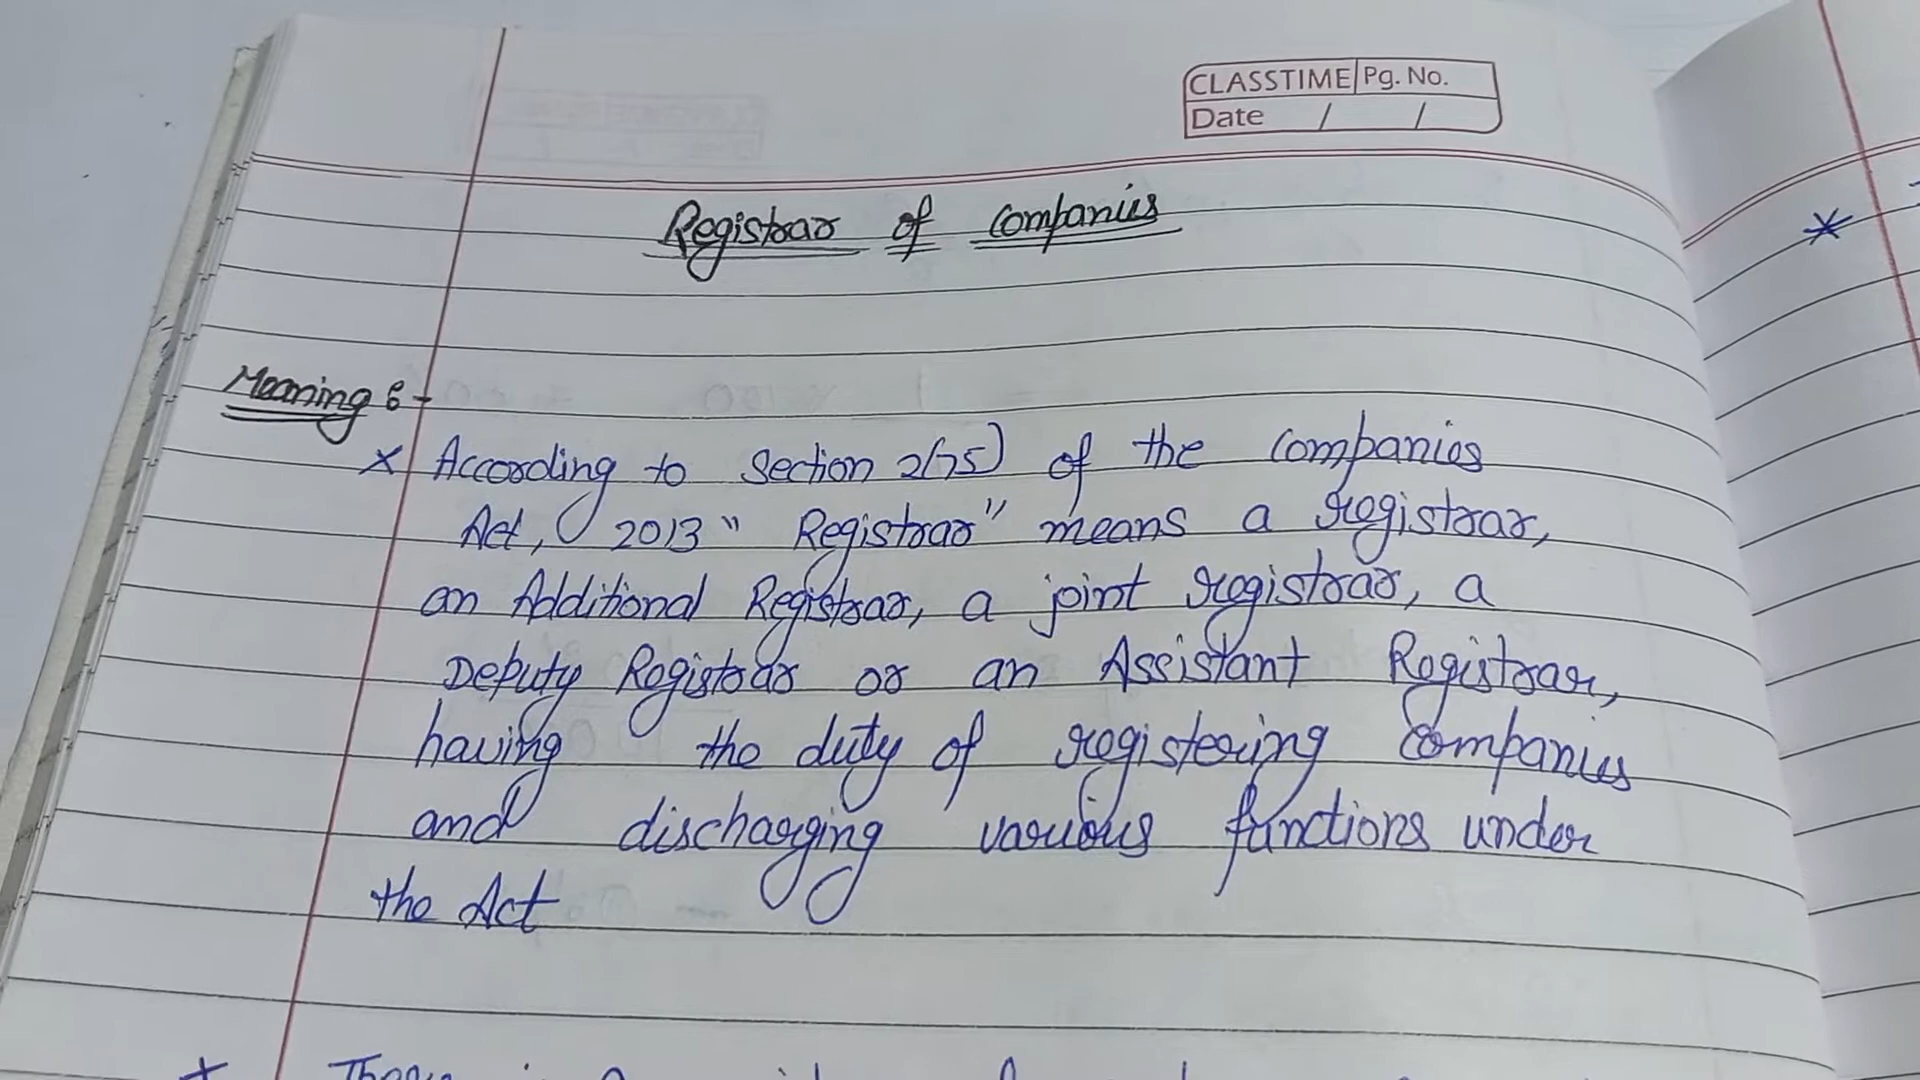 CLASSTIME Pg. No.
Date / /
Registrar of Companies
Meaning :-
× According to Section 2(75) of the Companies
Act, 2013 " Registrar" means a registrar,
an Additional Registrar, a joint registrar, a
Deputy Registrar or an Assistant Registrar,
having the duty of registering Companies
and discharging various functions under
the Act